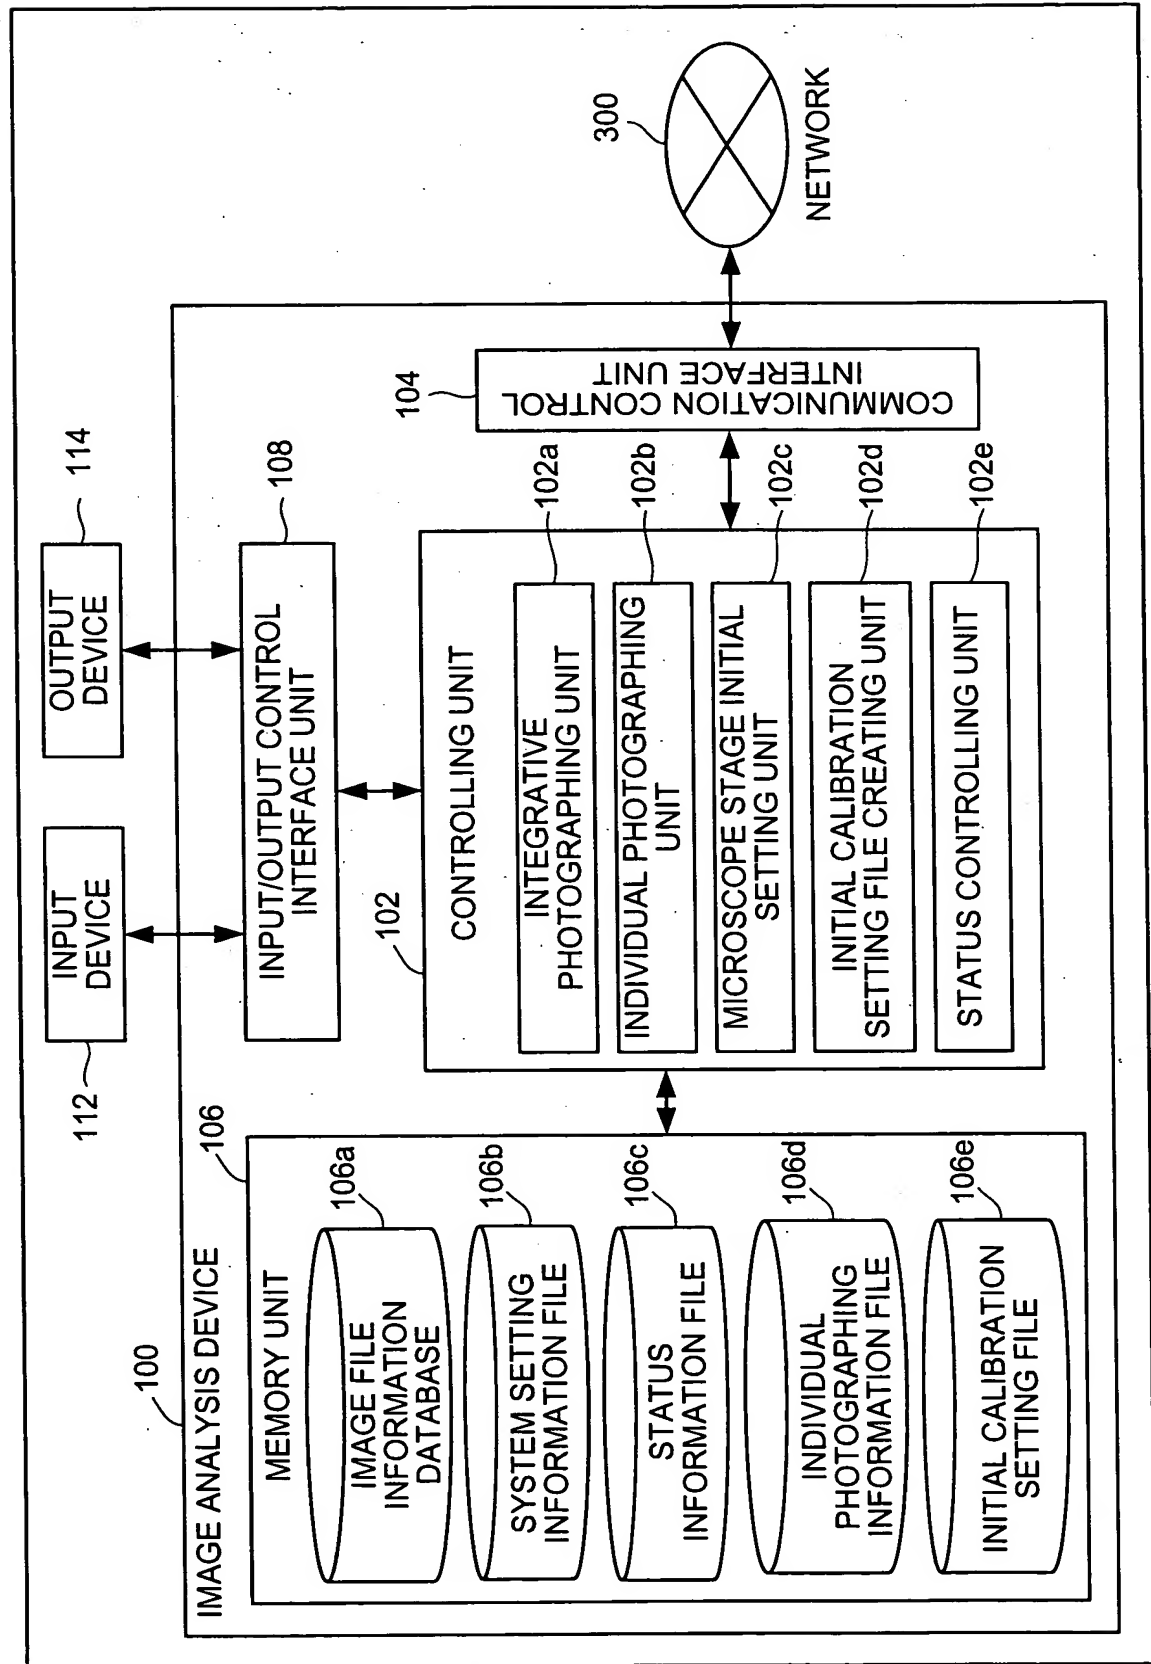 112
INPUT
DEVICE
OUTPUT
DEVICE
114
100
IMAGE ANALYSIS DEVICE
106
MEMORY UNIT
106a
IMAGE FILE
INFORMATION
DATABASE
106b
SYSTEM SETTING
INFORMATION FILE
106c
STATUS
INFORMATION FILE
106d
INDIVIDUAL
PHOTOGRAPHING
INFORMATION FILE
106e
INITIAL CALIBRATION
SETTING FILE
INPUT/OUTPUT CONTROL
INTERFACE UNIT
108
102
CONTROLLING UNIT
INTEGRATIVE
PHOTOGRAPHING UNIT
102a
INDIVIDUAL PHOTOGRAPHING
UNIT
102b
MICROSCOPE STAGE INITIAL
SETTING UNIT
102c
INITIAL CALIBRATION
SETTING FILE CREATING UNIT
102d
STATUS CONTROLLING UNIT
102e
104
COMMUNICATION CONTROL
INTERFACE UNIT
300
NETWORK